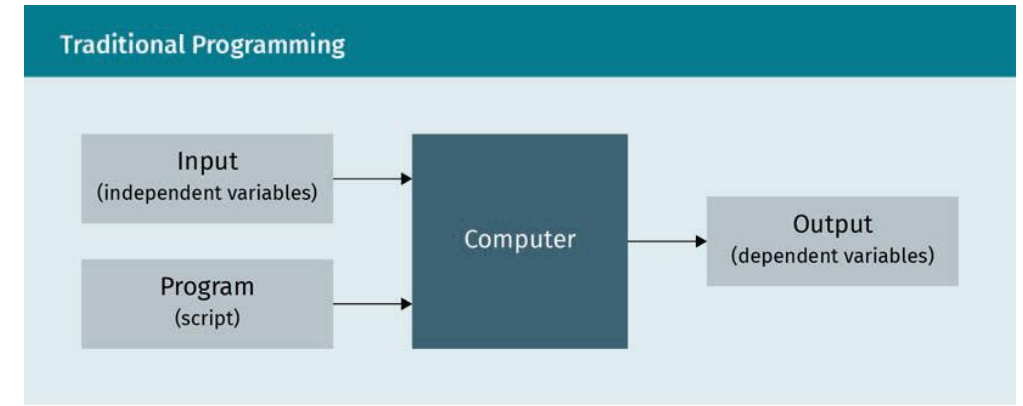 Traditional Programming
Input
(independent variables)
Program
(script)
Computer
Output
(dependent variables)